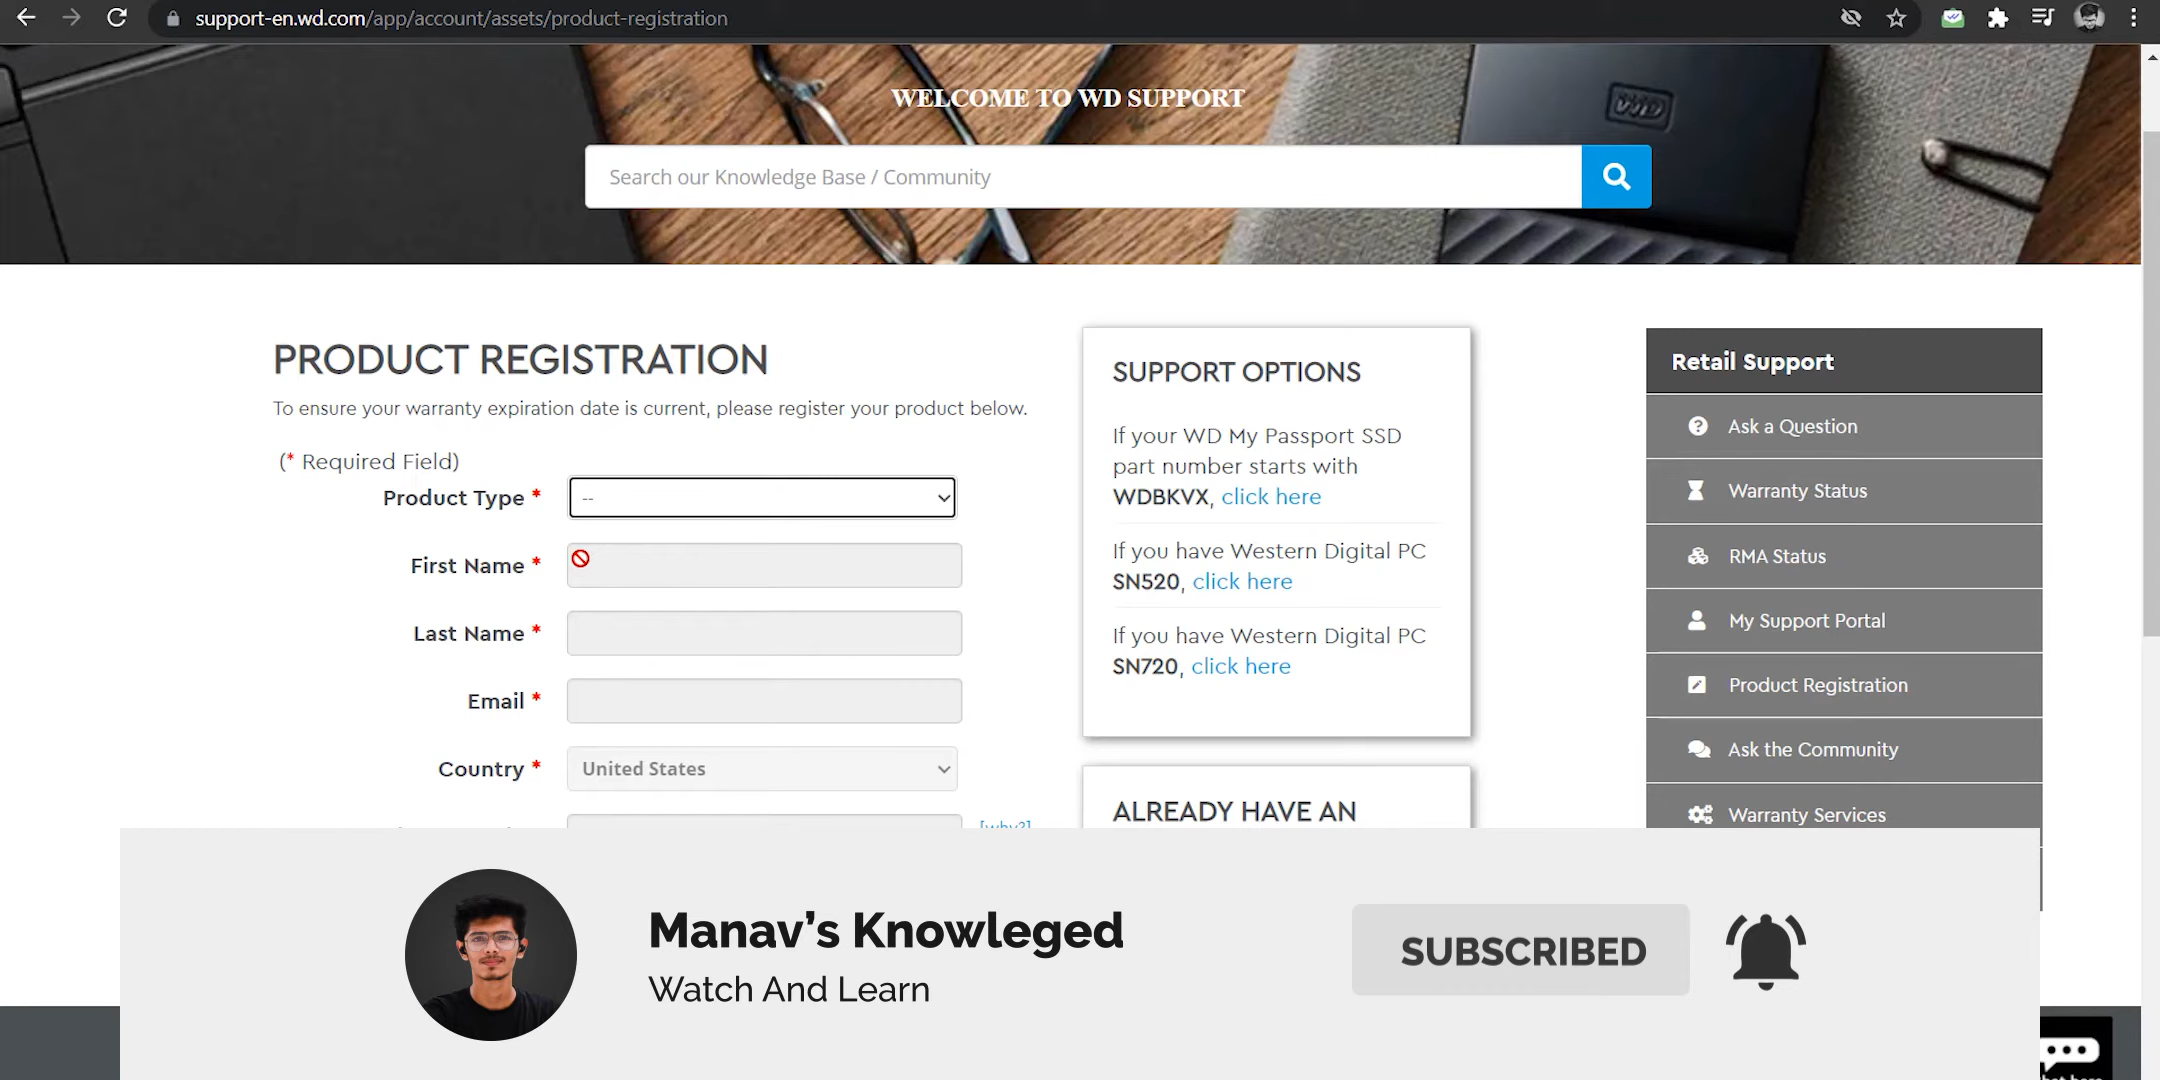 support-en.wd.com/app/account/assets/product-registration
WELCOME TO WD SUPPORT
WD
Search our Knowledge Base / Community
PRODUCT REGISTRATION
To ensure your warranty expiration date is current, please register your product below.
(* Required Field)
Product Type *
--
First Name *
Last Name *
Email *
Country *
United States
[why?]
SUPPORT OPTIONS
If your WD My Passport SSD
part number starts with
WDBKVX, click here
If you have Western Digital PC
SN520, click here
If you have Western Digital PC
SN720, click here
ALREADY HAVE AN
Retail Support
Ask a Question
Warranty Status
RMA Status
My Support Portal
Product Registration
Ask the Community
Warranty Services
Manav’s Knowleged
Watch And Learn
SUBSCRIBED